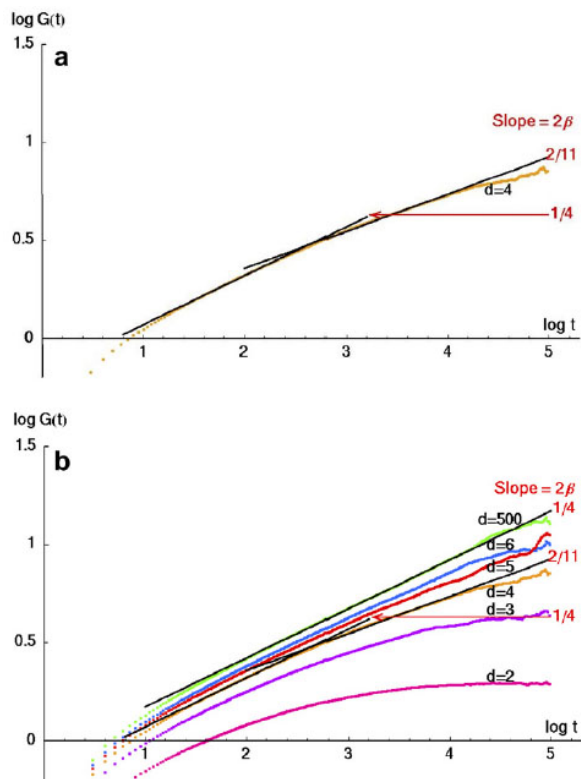 log G(t)
1.5
a
Slope = 2β
1
2/11
d=4
1/4
0.5
0
log t
1
2
3
4
5
log G(t)
1.5
b
Slope = 2β
1/4
d=500
1
d=6
2/11
d=5
d=4
d=3
1/4
0.5
d=2
log t
0
1
2
3
4
5